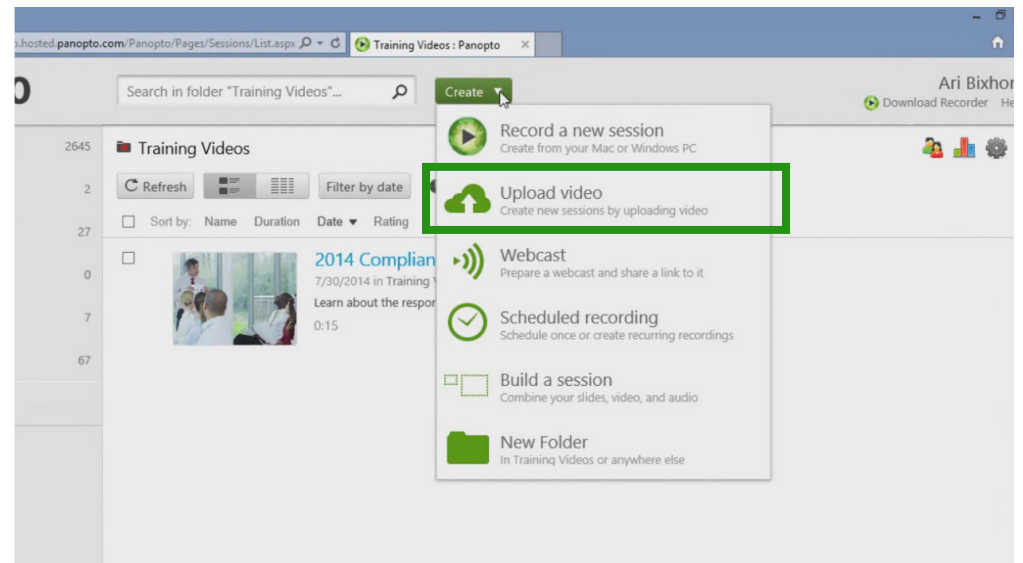 o.hosted.panopto.com/Panopto/Pages/Sessions/List.aspx
Training Videos : Panopto
Search in folder "Training Videos"...
Create
Ari Bixhor
Download Recorder He
2645
2
27
0
7
67
Training Videos
Refresh
Filter by date
Sort by: Name Duration Date Rating
2014 Complian
7/30/2014 in Training
Learn about the respor
0:15
Record a new session
Create from your Mac or Windows PC
Upload video
Create new sessions by uploading video
Webcast
Prepare a webcast and share a link to it
Scheduled recording
Schedule once or create recurring recordings
Build a session
Combine your slides, video, and audio
New Folder
In Training Videos or anywhere else